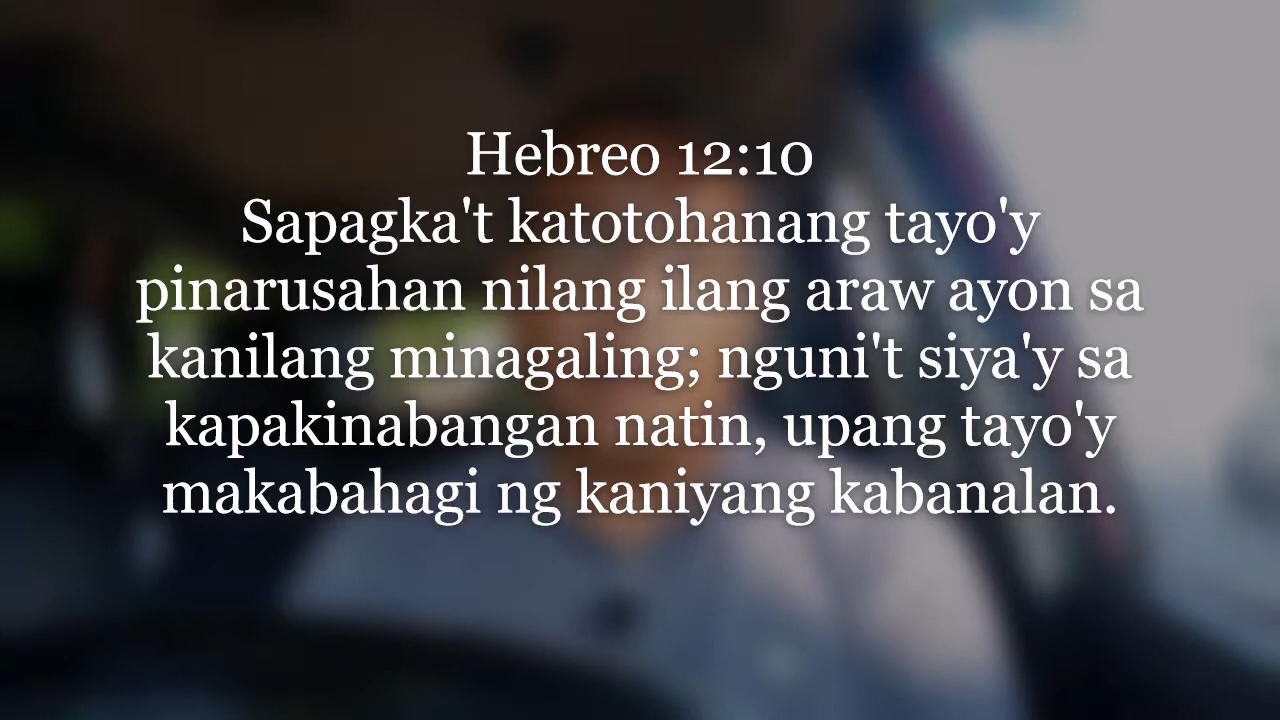 Hebreo 12:10
Sapagka't katotohanang tayo'y
pinarusahan nilang ilang araw ayon sa
kanilang minagaling; nguni't siya'y sa
kapakinabangan natin, upang tayo'y
makabahagi ng kaniyang kabanalan.